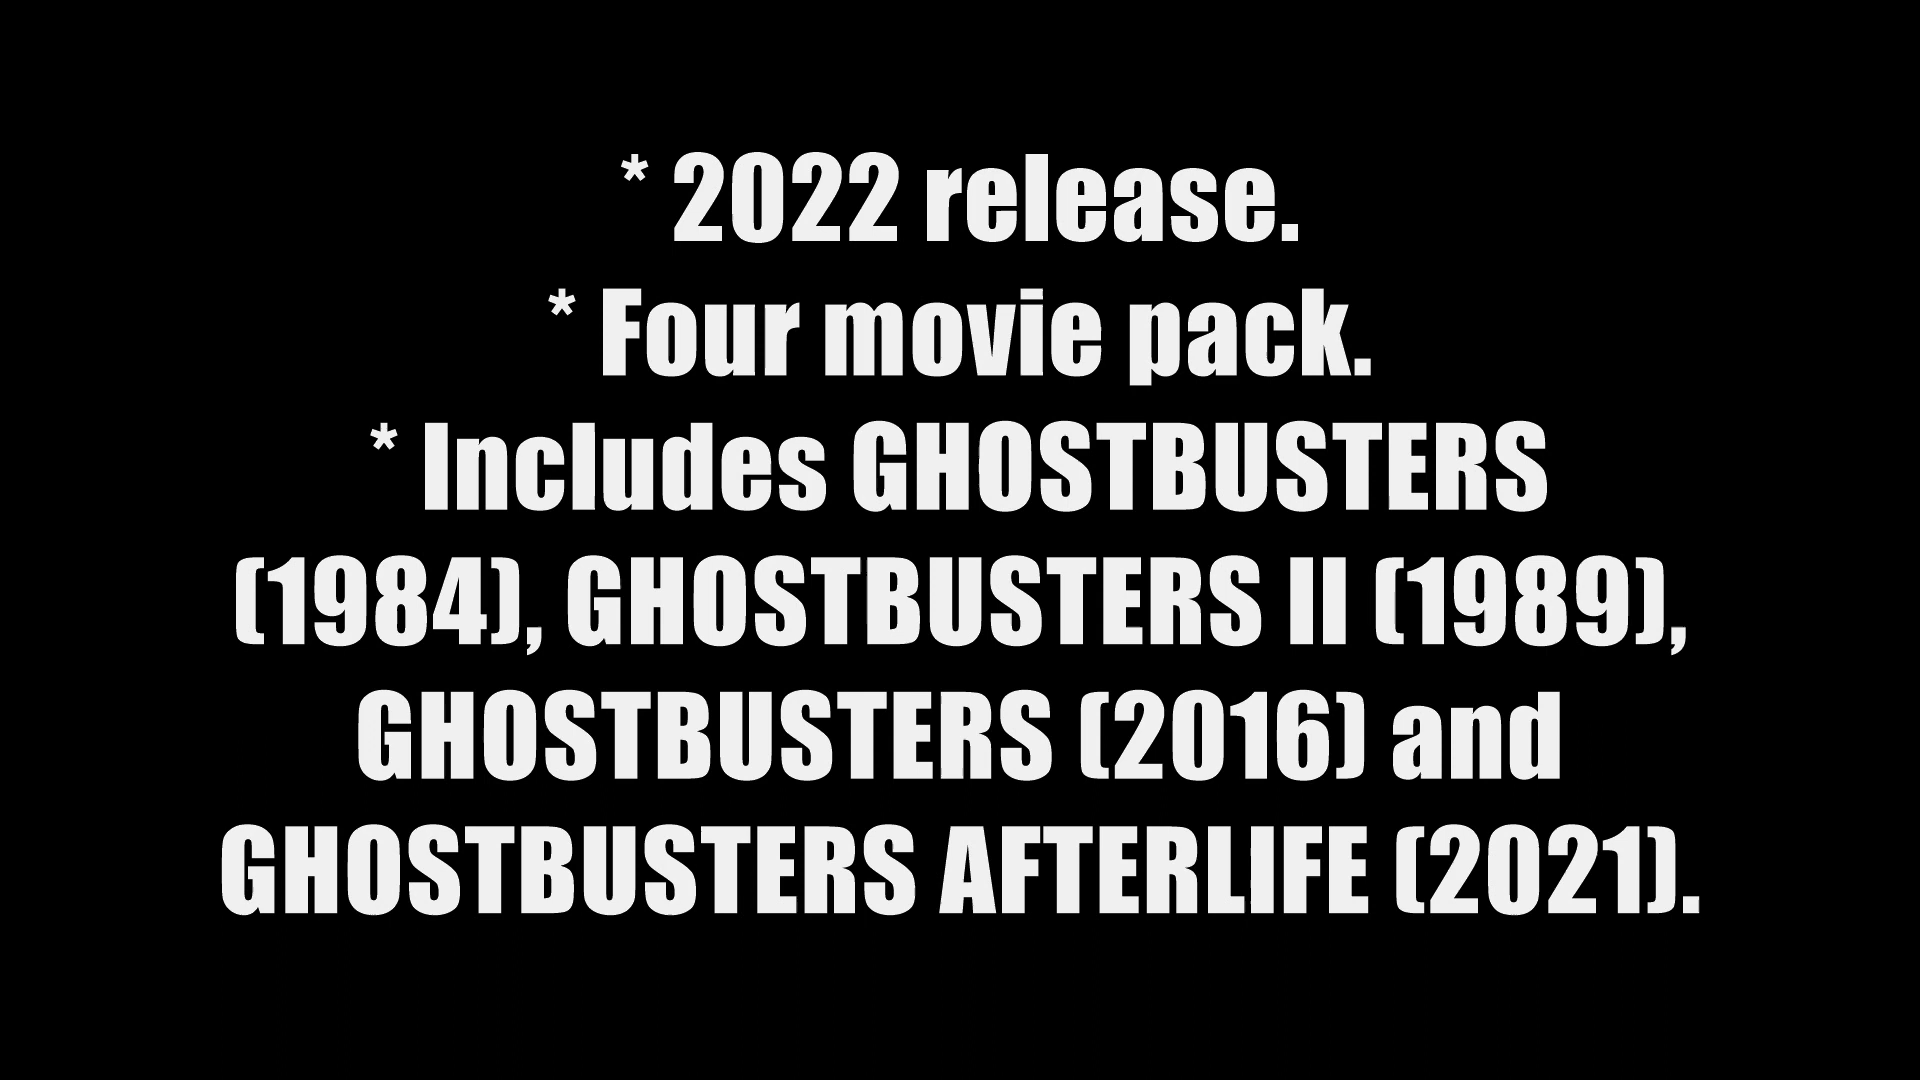 * 2022 release.
* Four movie pack.
* Includes GHOSTBUSTERS
(1984), GHOSTBUSTERS II (1989),
GHOSTBUSTERS (2016) and
GHOSTBUSTERS AFTERLIFE (2021).